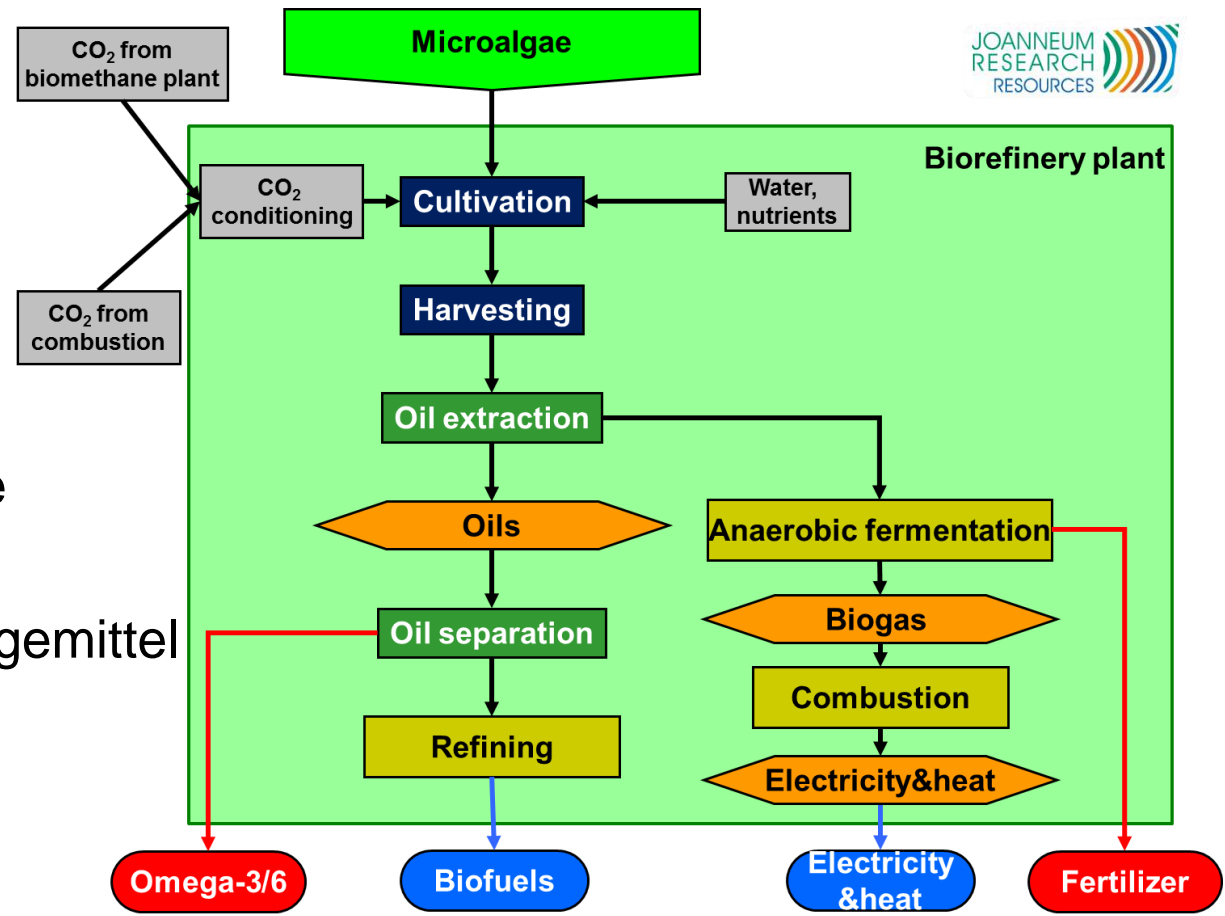 CO₂ from
biomethane plant
Microalgae
JOANNEUM
RESEARCH
RESOURCES
Biorefinery plant
CO₂
conditioning
Cultivation
Water,
nutrients
CO₂ from
combustion
Harvesting
Oil extraction
e
Oils
Anaerobic fermentation
gemittel
Oil separation
Biogas
Combustion
Refining
Electricity&heat
Omega-3/6
Biofuels
Electricity
&heat
Fertilizer